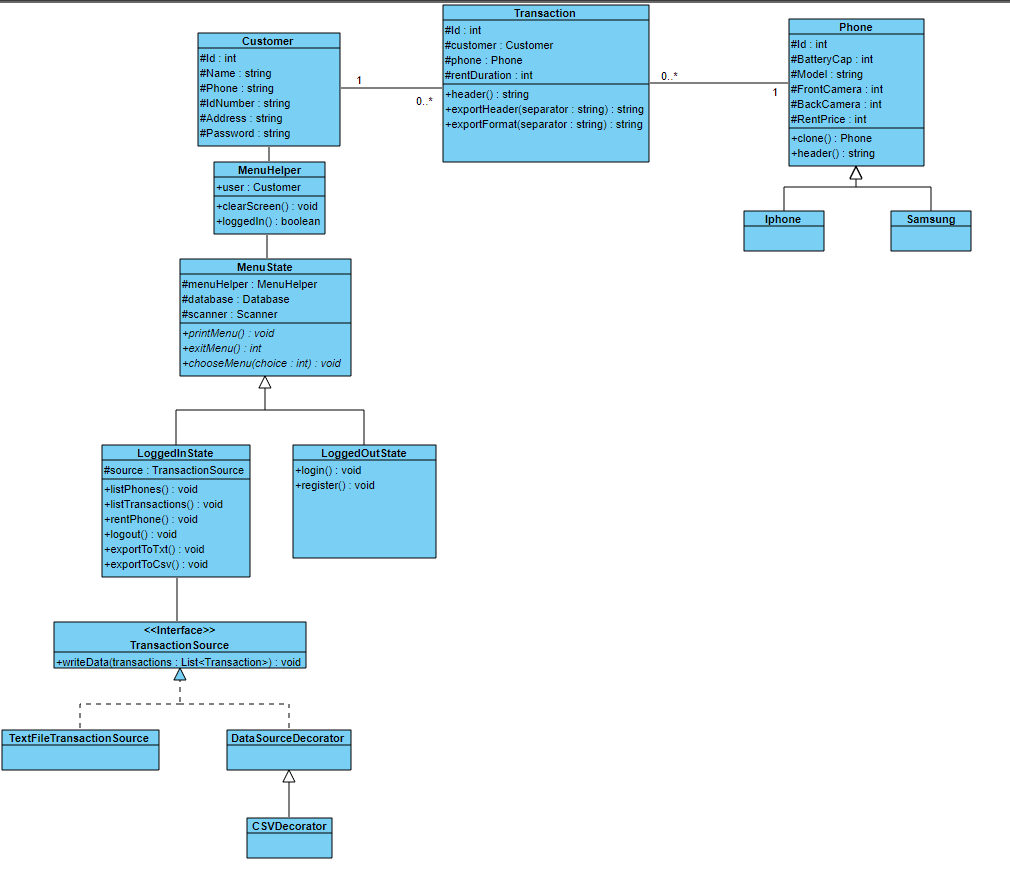 Customer
#Id : int
#Name : string
#Phone : string
#IdNumber : string
#Address : string
#Password : string
1
0..*
Transaction
#Id : int
#customer : Customer
#phone : Phone
#rentDuration : int
+header() : string
+exportHeader(separator : string) : string
+exportFormat(separator : string) : string
0..*
1
Phone
#Id : int
#BatteryCap : int
#Model : string
#FrontCamera : int
#BackCamera : int
#RentPrice : int
+clone() : Phone
+header() : string
Iphone
Samsung
MenuHelper
+user : Customer
+clearScreen() : void
+loggedIn() : boolean
MenuState
#menuHelper : MenuHelper
#database : Database
#scanner : Scanner
+printMenu() : void
+exitMenu() : int
+chooseMenu(choice : int) : void
LoggedInState
#source : TransactionSource
+listPhones() : void
+listTransactions() : void
+rentPhone() : void
+logout() : void
+exportToTxt() : void
+exportToCsv() : void
LoggedOutState
+login() : void
+register() : void
<<Interface>>
TransactionSource
+writeData(transactions : List<Transaction>) : void
TextFileTransactionSource
DataSourceDecorator
CSVDecorator